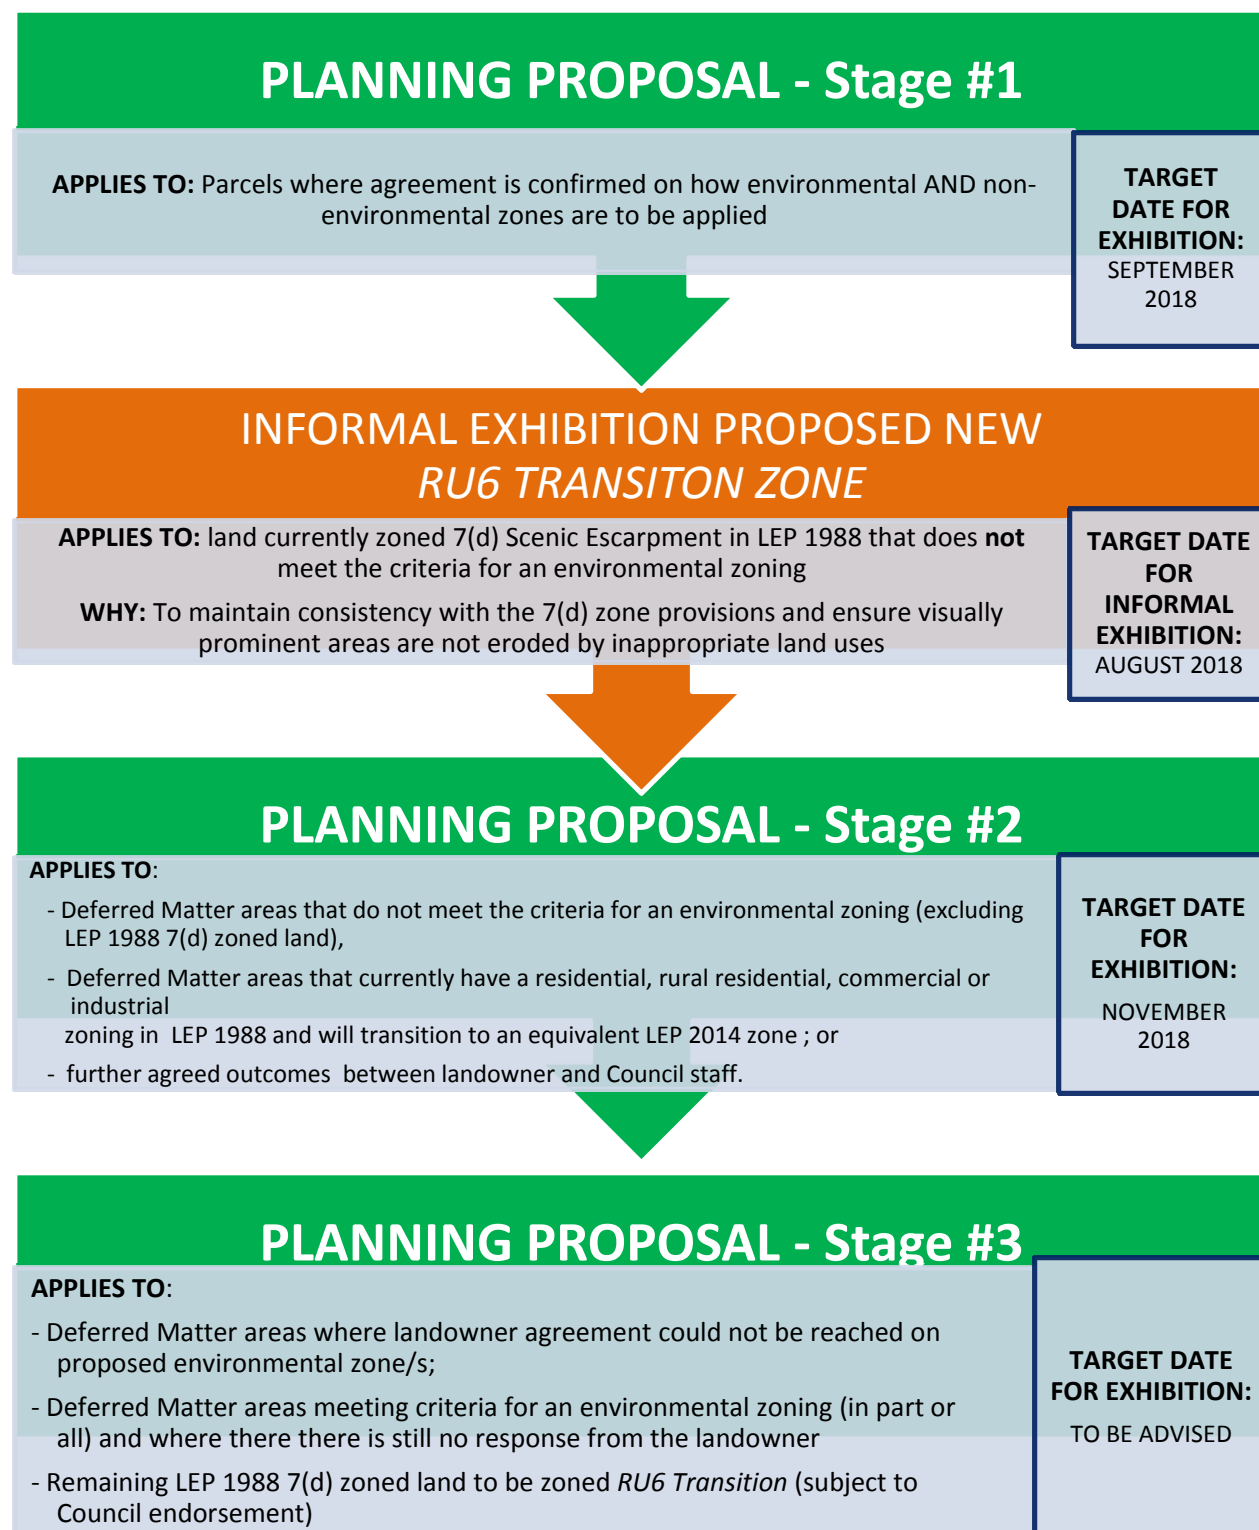 PLANNING PROPOSAL - Stage #1
APPLIES TO: Parcels where agreement is confirmed on how environmental AND non-
environmental zones are to be applied
TARGET
DATE FOR
EXHIBITION:
SEPTEMBER
2018
INFORMAL EXHIBITION PROPOSED NEW
RU6 TRANSITON ZONE
APPLIES TO: land currently zoned 7(d) Scenic Escarpment in LEP 1988 that does not
meet the criteria for an environmental zoning
WHY: To maintain consistency with the 7(d) zone provisions and ensure visually
prominent areas are not eroded by inappropriate land uses
TARGET DATE
FOR
INFORMAL
EXHIBITION:
AUGUST 2018
PLANNING PROPOSAL - Stage #2
APPLIES TO:
- Deferred Matter areas that do not meet the criteria for an environmental zoning (excluding
LEP 1988 7(d) zoned land),
- Deferred Matter areas that currently have a residential, rural residential, commercial or
industrial
zoning in LEP 1988 and will transition to an equivalent LEP 2014 zone ; or
- further agreed outcomes between landowner and Council staff.
TARGET DATE
FOR
EXHIBITION:
NOVEMBER
2018
PLANNING PROPOSAL - Stage #3
APPLIES TO:
- Deferred Matter areas where landowner agreement could not be reached on
proposed environmental zone/s;
- Deferred Matter areas meeting criteria for an environmental zoning (in part or
all) and where there there is still no response from the landowner
- Remaining LEP 1988 7(d) zoned land to be zoned RU6 Transition (subject to
Council endorsement)
TARGET DATE
FOR EXHIBITION:
TO BE ADVISED